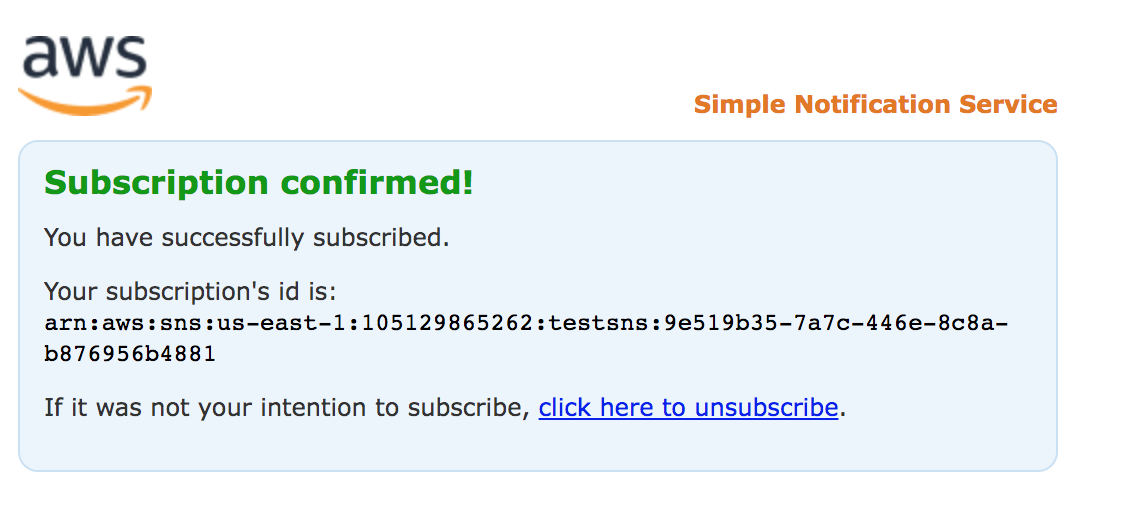 aws
Simple Notification Service
Subscription confirmed!
You have successfully subscribed.
Your subscription's id is:
arn:aws:sns:us-east-1:105129865262:testsns:9e519b35-7a7c-446e-8c8a-
b876956b4881
If it was not your intention to subscribe, click here to unsubscribe.